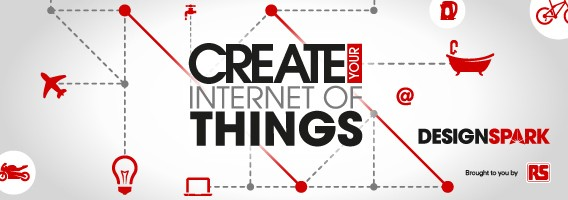 CREATE YOUR
INTERNET OF
THINGS
@
DESIGNSPARK
Brought to you by RS